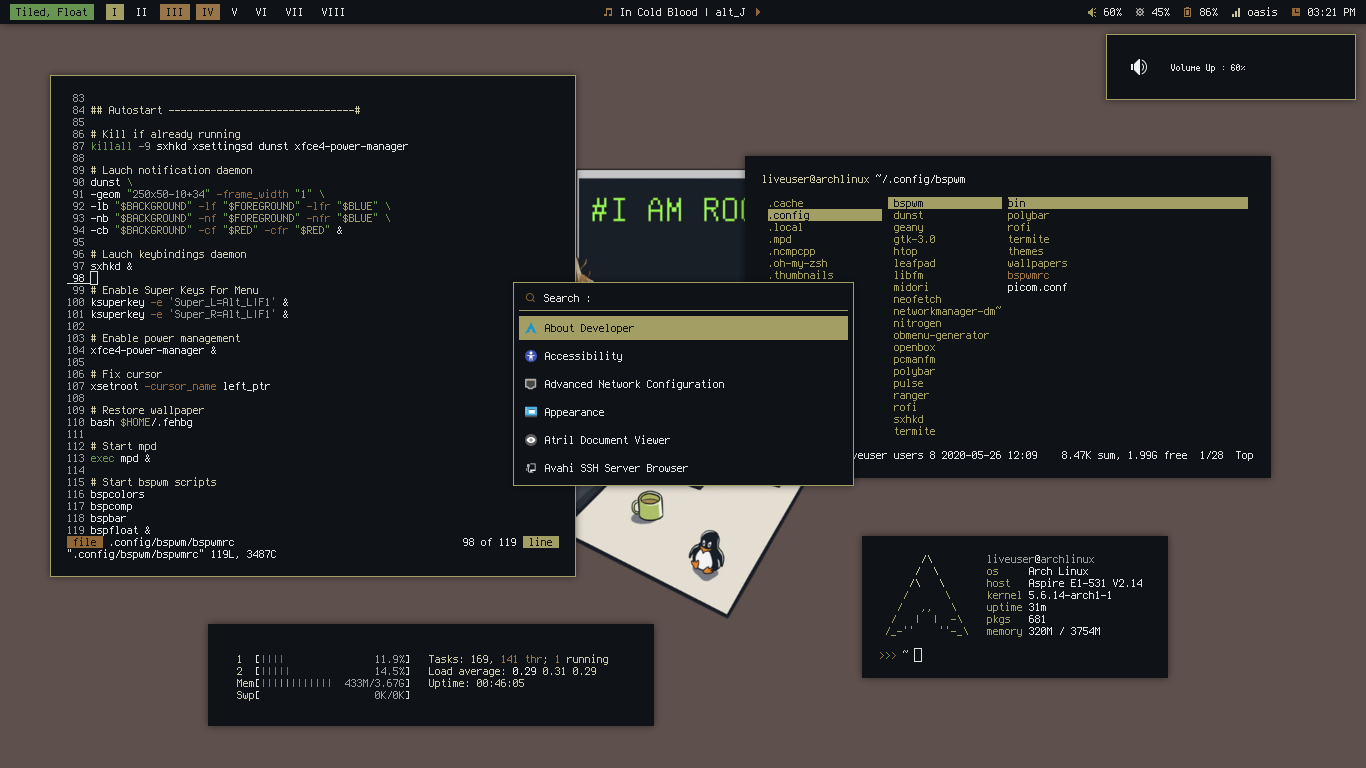 Tiled, Float I II III IV V VI VII VIII
In Cold Blood | alt_J
60% 45% 86% oasis 03:21 PM
Volume Up : 60%
83
84 ## Autostart -------------------------------#
85
86 # Kill if already running
87 killall -9 sxhkd xsettingsd dunst xfce4-power-manager
88
89 # Lauch notification daemon
90 dunst \
91 -geom "250x50-10+34" -frame_width "1" \
92 -lb "$BACKGROUND" -lf "$FOREGROUND" -lfr "$BLUE" \
93 -nb "$BACKGROUND" -nf "$FOREGROUND" -nfr "$BLUE" \
94 -cb "$BACKGROUND" -cf "$RED" -cfr "$RED" &
95
96 # Lauch keybindings daemon
97 sxhkd &
98
99 # Enable Super Keys For Menu
100 ksuperkey -e 'Super_L=Alt_L|F1' &
101 ksuperkey -e 'Super_R=Alt_L|F1' &
102
103 # Enable power management
104 xfce4-power-manager &
105
106 # Fix cursor
107 xsetroot -cursor_name left_ptr
108
109 # Restore wallpaper
110 bash $HOME/.fehbg
111
112 # Start mpd
113 exec mpd &
114
115 # Start bspwm scripts
116 bspcolors
117 bspcomp
118 bspbar
119 bspfloat &
file .config/bspwm/bspwmrc 98 of 119 line
".config/bspwm/bspwmrc" 119L, 3487C
#I AM ROO
liveuser@archlinux ~/.config/bspwm
.cache bspwm bin
.config dunst polybar
.local geany rofi
.mpd gtk-3.0 termite
.ncmpcpp htop themes
.oh-my-zsh leafpad wallpapers
.thumbnails libfm bspwmrc
midori picom.conf
neofetch
networkmanager-dm~
nitrogen
obmenu-generator
openbox
pcmanfm
polybar
pulse
ranger
rofi
sxhkd
termite
veuser users 8 2020-05-26 12:09 8.47K sum, 1.99G free 1/28 Top
Search :
About Developer
Accessibility
Advanced Network Configuration
Appearance
Atril Document Viewer
Avahi SSH Server Browser
liveuser@archlinux
os Arch Linux
host Aspire E1-531 V2.14
kernel 5.6.14-arch1-1
uptime 31m
pkgs 681
memory 320M / 3754M
>>> ~
1 [|||| 11.9%] Tasks: 169, 141 thr; 1 running
2 [||||| 14.5%] Load average: 0.29 0.31 0.29
Mem[|||||||||||| 433M/3.67G] Uptime: 00:46:05
Swp[ 0K/0K]